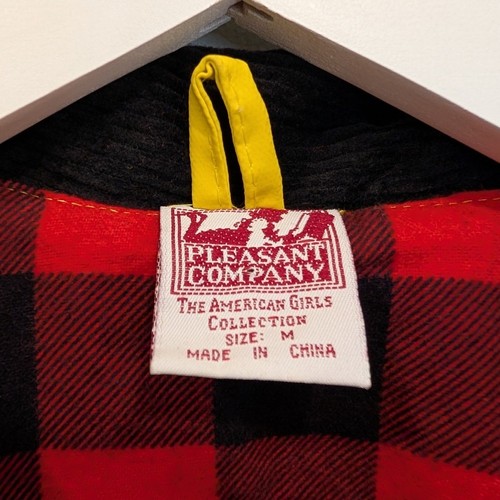 PLEASANT
COMPANY
THE AMERICAN GIRLS
COLLECTION
SIZE: M
MADE IN CHINA